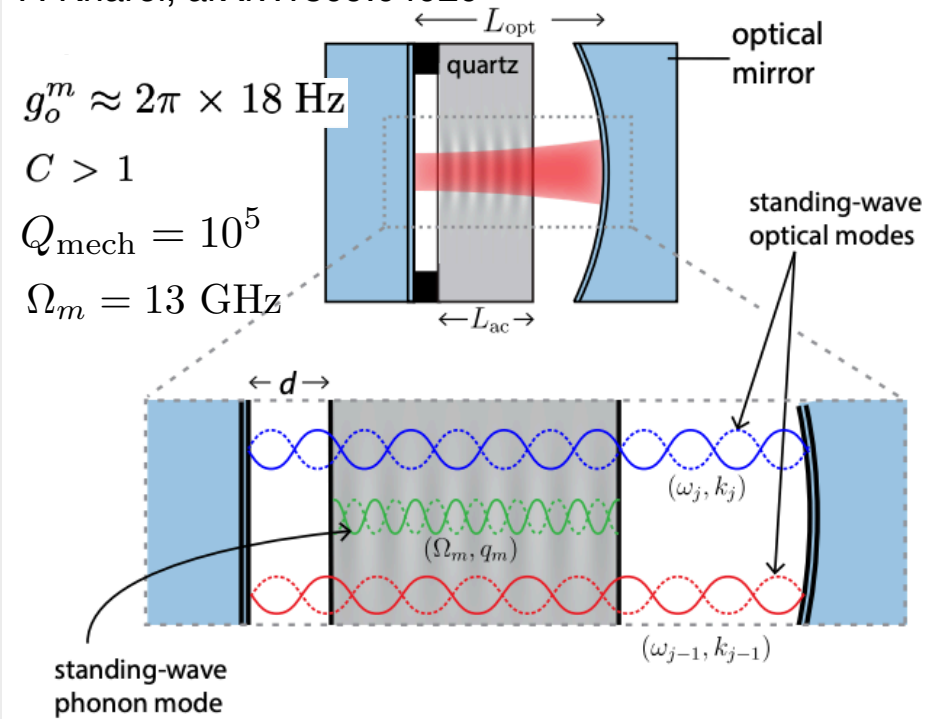 L_opt
quartz
optical
mirror
g_o^m ≈ 2π × 18 Hz
C > 1
Q_mech = 10^5
Ω_m = 13 GHz
L_ac
standing-wave
optical modes
d
(ω_j, k_j)
(Ω_m, q_m)
(ω_{j−1}, k_{j−1})
standing-wave
phonon mode